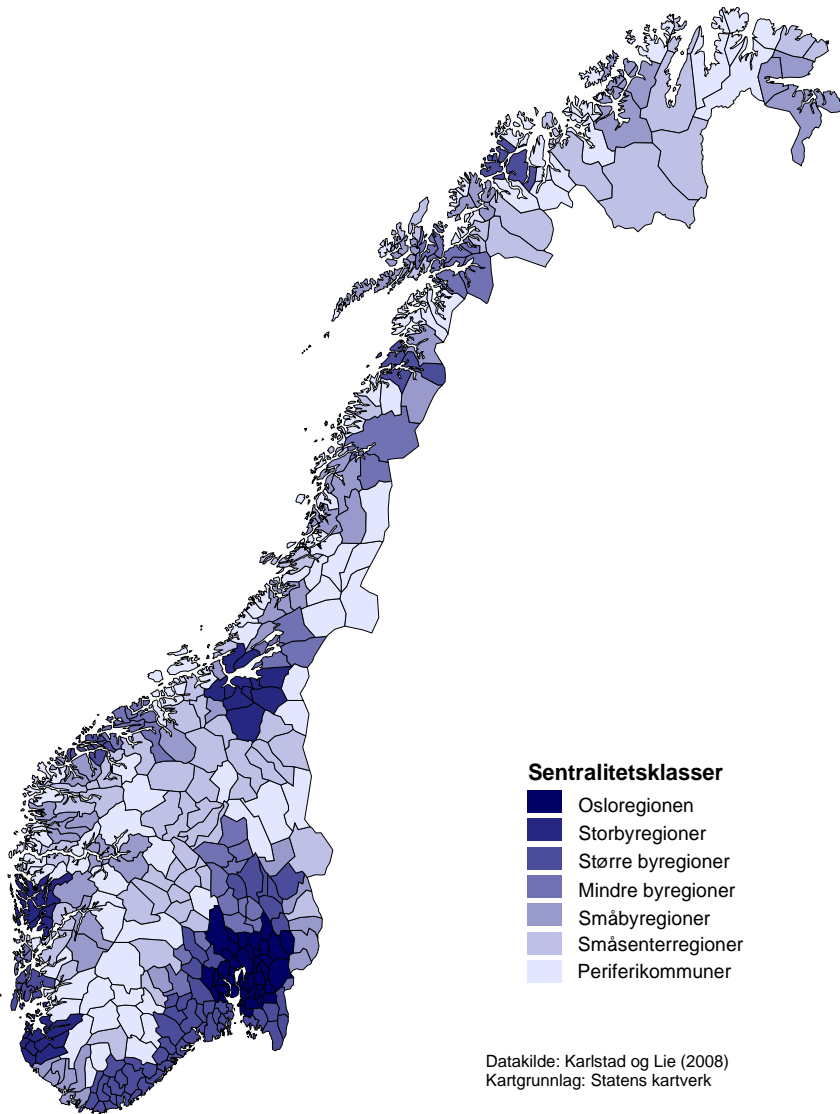 Sentralitetsklasser
Osloregionen
Storbyregioner
Større byregioner
Mindre byregioner
Småbyregioner
Småsenterregioner
Periferikommuner
Datakilde: Karlstad og Lie (2008)
Kartgrunnlag: Statens kartverk